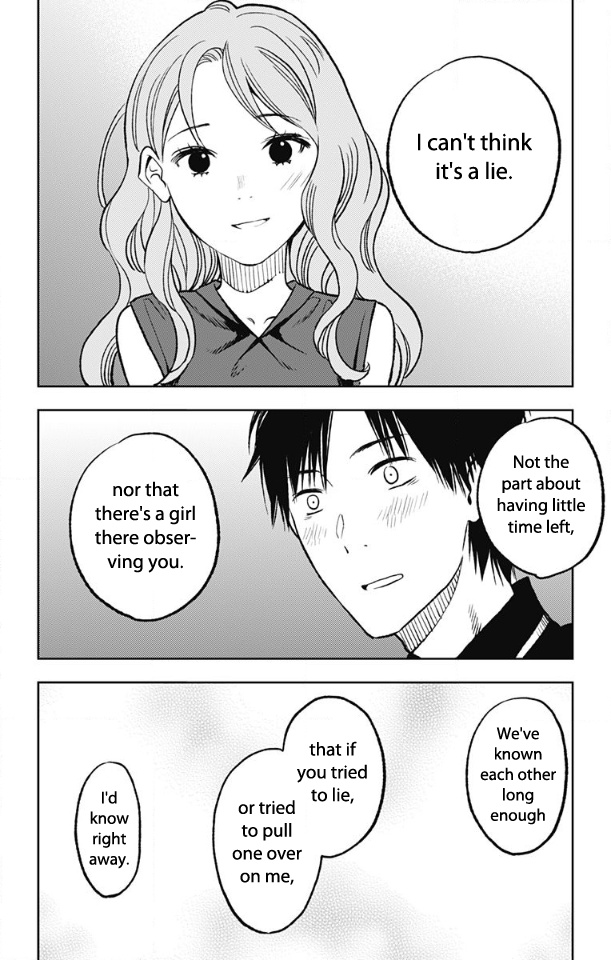 I can't think
it's a lie.
Not the
part about
having little
time left,
nor that
there's a girl
there obser-
ving you.
We've
known
each other
long
enough
that if
you tried
to lie,
or tried
to pull
one over
on me,
I'd
know
right
away.